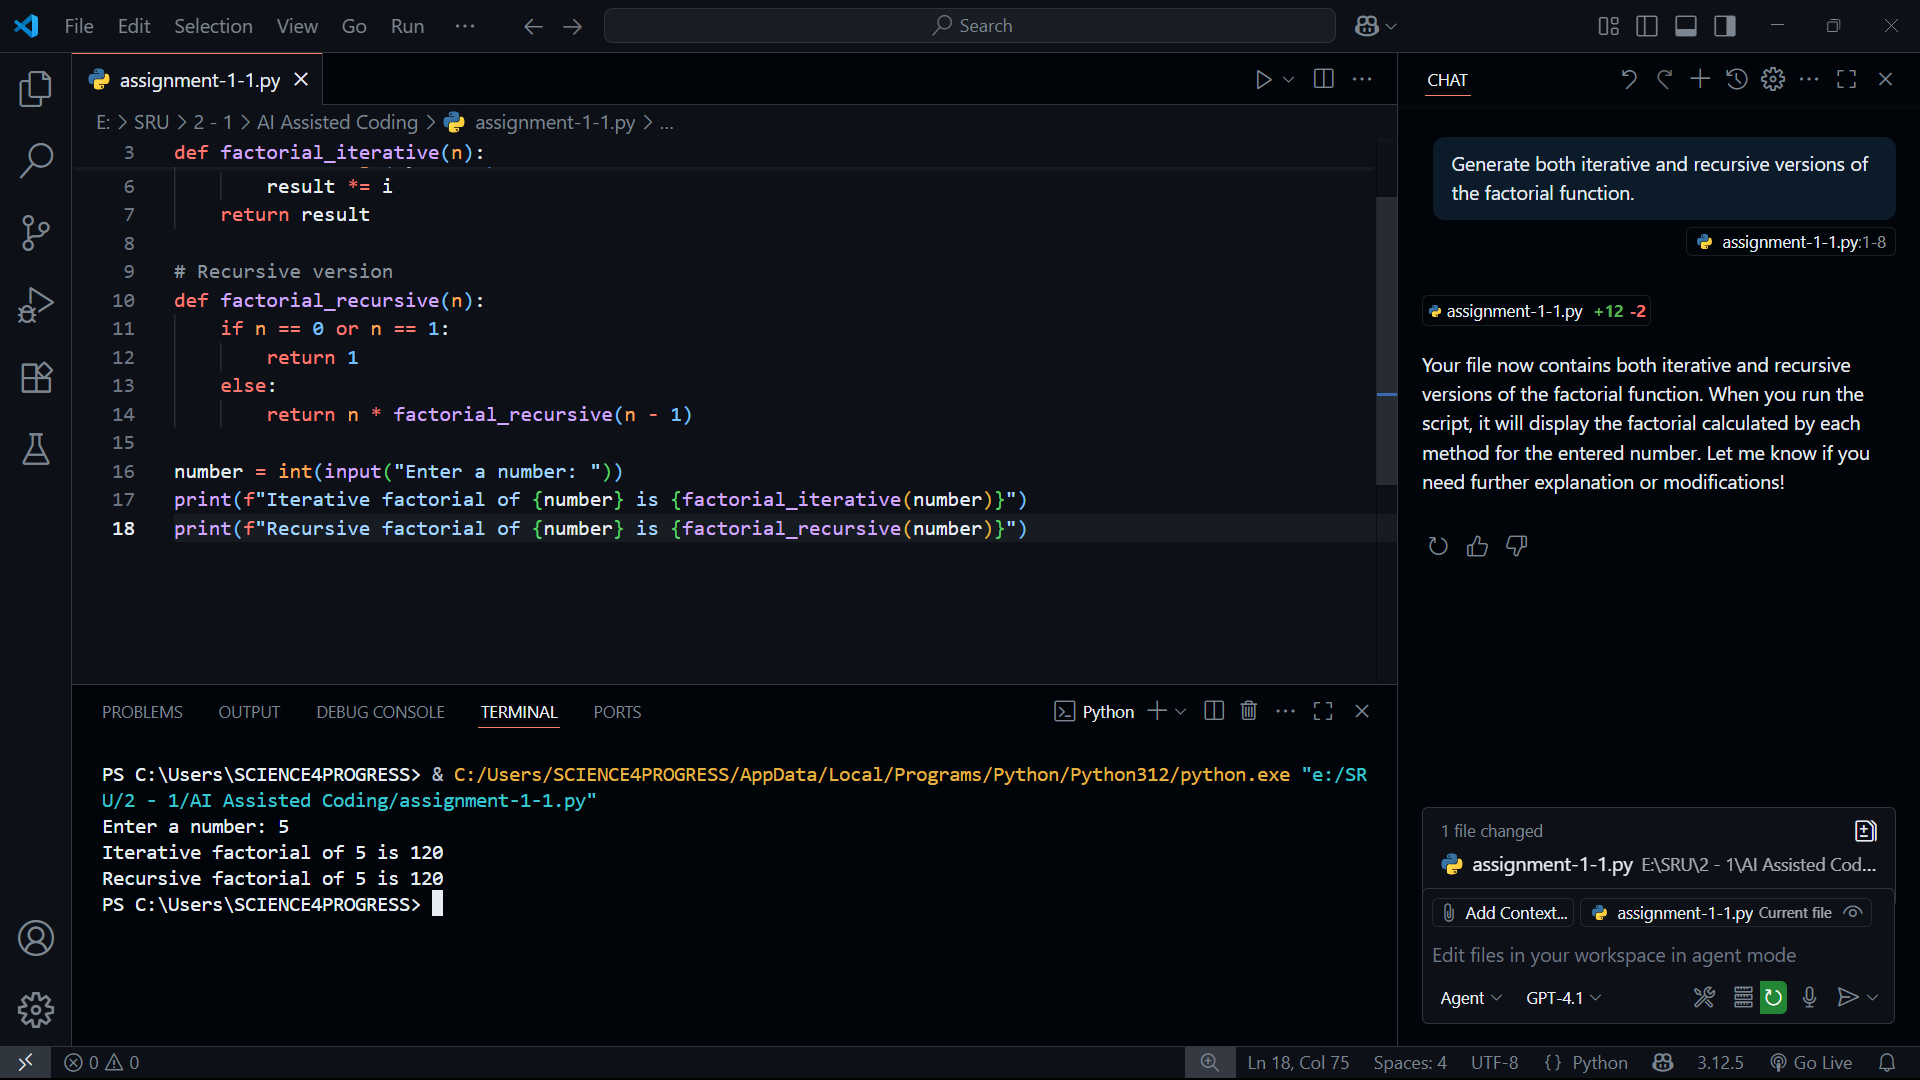 File Edit Selection View Go Run ··· Search
assignment-1-1.py
CHAT
E: > SRU > 2 - 1 > AI Assisted Coding > assignment-1-1.py > ...
3 def factorial_iterative(n):
6 result *= i
7 return result
8
9 # Recursive version
10 def factorial_recursive(n):
11 if n == 0 or n == 1:
12 return 1
13 else:
14 return n * factorial_recursive(n - 1)
15
16 number = int(input("Enter a number: "))
17 print(f"Iterative factorial of {number} is {factorial_iterative(number)}")
18 print(f"Recursive factorial of {number} is {factorial_recursive(number)}")
Generate both iterative and recursive versions of
the factorial function.
assignment-1-1.py:1-8
assignment-1-1.py +12 -2
Your file now contains both iterative and recursive
versions of the factorial function. When you run the
script, it will display the factorial calculated by each
method for the entered number. Let me know if you
need further explanation or modifications!
PROBLEMS OUTPUT DEBUG CONSOLE TERMINAL PORTS Python
PS C:\Users\SCIENCE4PROGRESS> & C:/Users/SCIENCE4PROGRESS/AppData/Local/Programs/Python/Python312/python.exe "e:/SR
U/2 - 1/AI Assisted Coding/assignment-1-1.py"
Enter a number: 5
Iterative factorial of 5 is 120
Recursive factorial of 5 is 120
PS C:\Users\SCIENCE4PROGRESS>
1 file changed
assignment-1-1.py E:\SRU\2 - 1\AI Assisted Cod...
Add Context... assignment-1-1.py Current file
Edit files in your workspace in agent mode
Agent GPT-4.1
0 0 Ln 18, Col 75 Spaces: 4 UTF-8 {} Python 3.12.5 Go Live